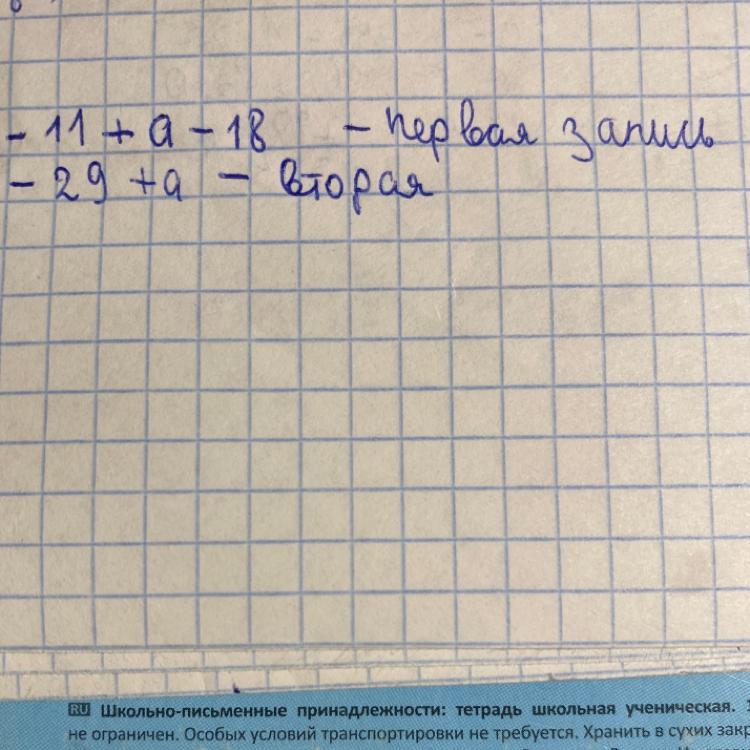 - 11 + a - 18 - первая запись
- 29 + a - вторая
RU Школьно-письменные принадлежности: тетрадь школьная ученическая.
не ограничен. Особых условий транспортировки не требуется. Хранить в сухих